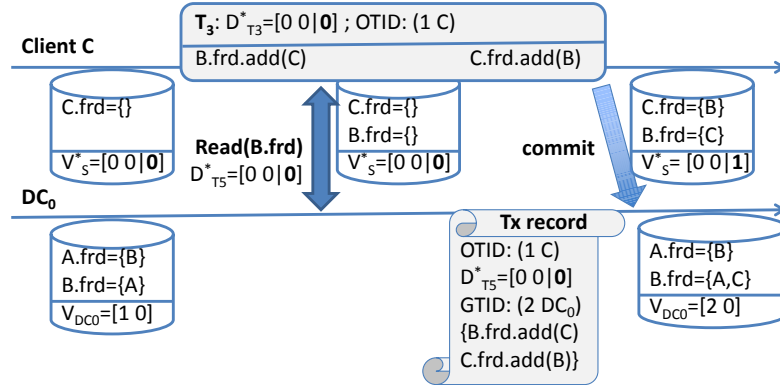 T3: D*T3=[0 0|0] ; OTID: (1 C)
Client C
B.frd.add(C) C.frd.add(B)
C.frd={}
V*S=[0 0|0]
Read(B.frd)
D*T5=[0 0|0]
C.frd={}
B.frd={}
V*S=[0 0|0]
commit
C.frd={B}
B.frd={C}
V*S= [0 0|1]
DC0
A.frd={B}
B.frd={A}
VDC0=[1 0]
Tx record
OTID: (1 C)
D*T5=[0 0|0]
GTID: (2 DC0)
{B.frd.add(C)
C.frd.add(B)}
A.frd={B}
B.frd={A,C}
VDC0=[2 0]